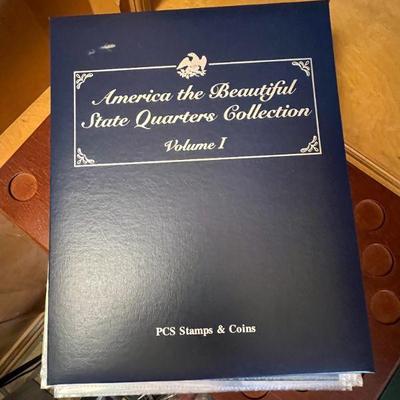 America the Beautiful
State Quarters Collection
Volume I
PCS Stamps & Coins